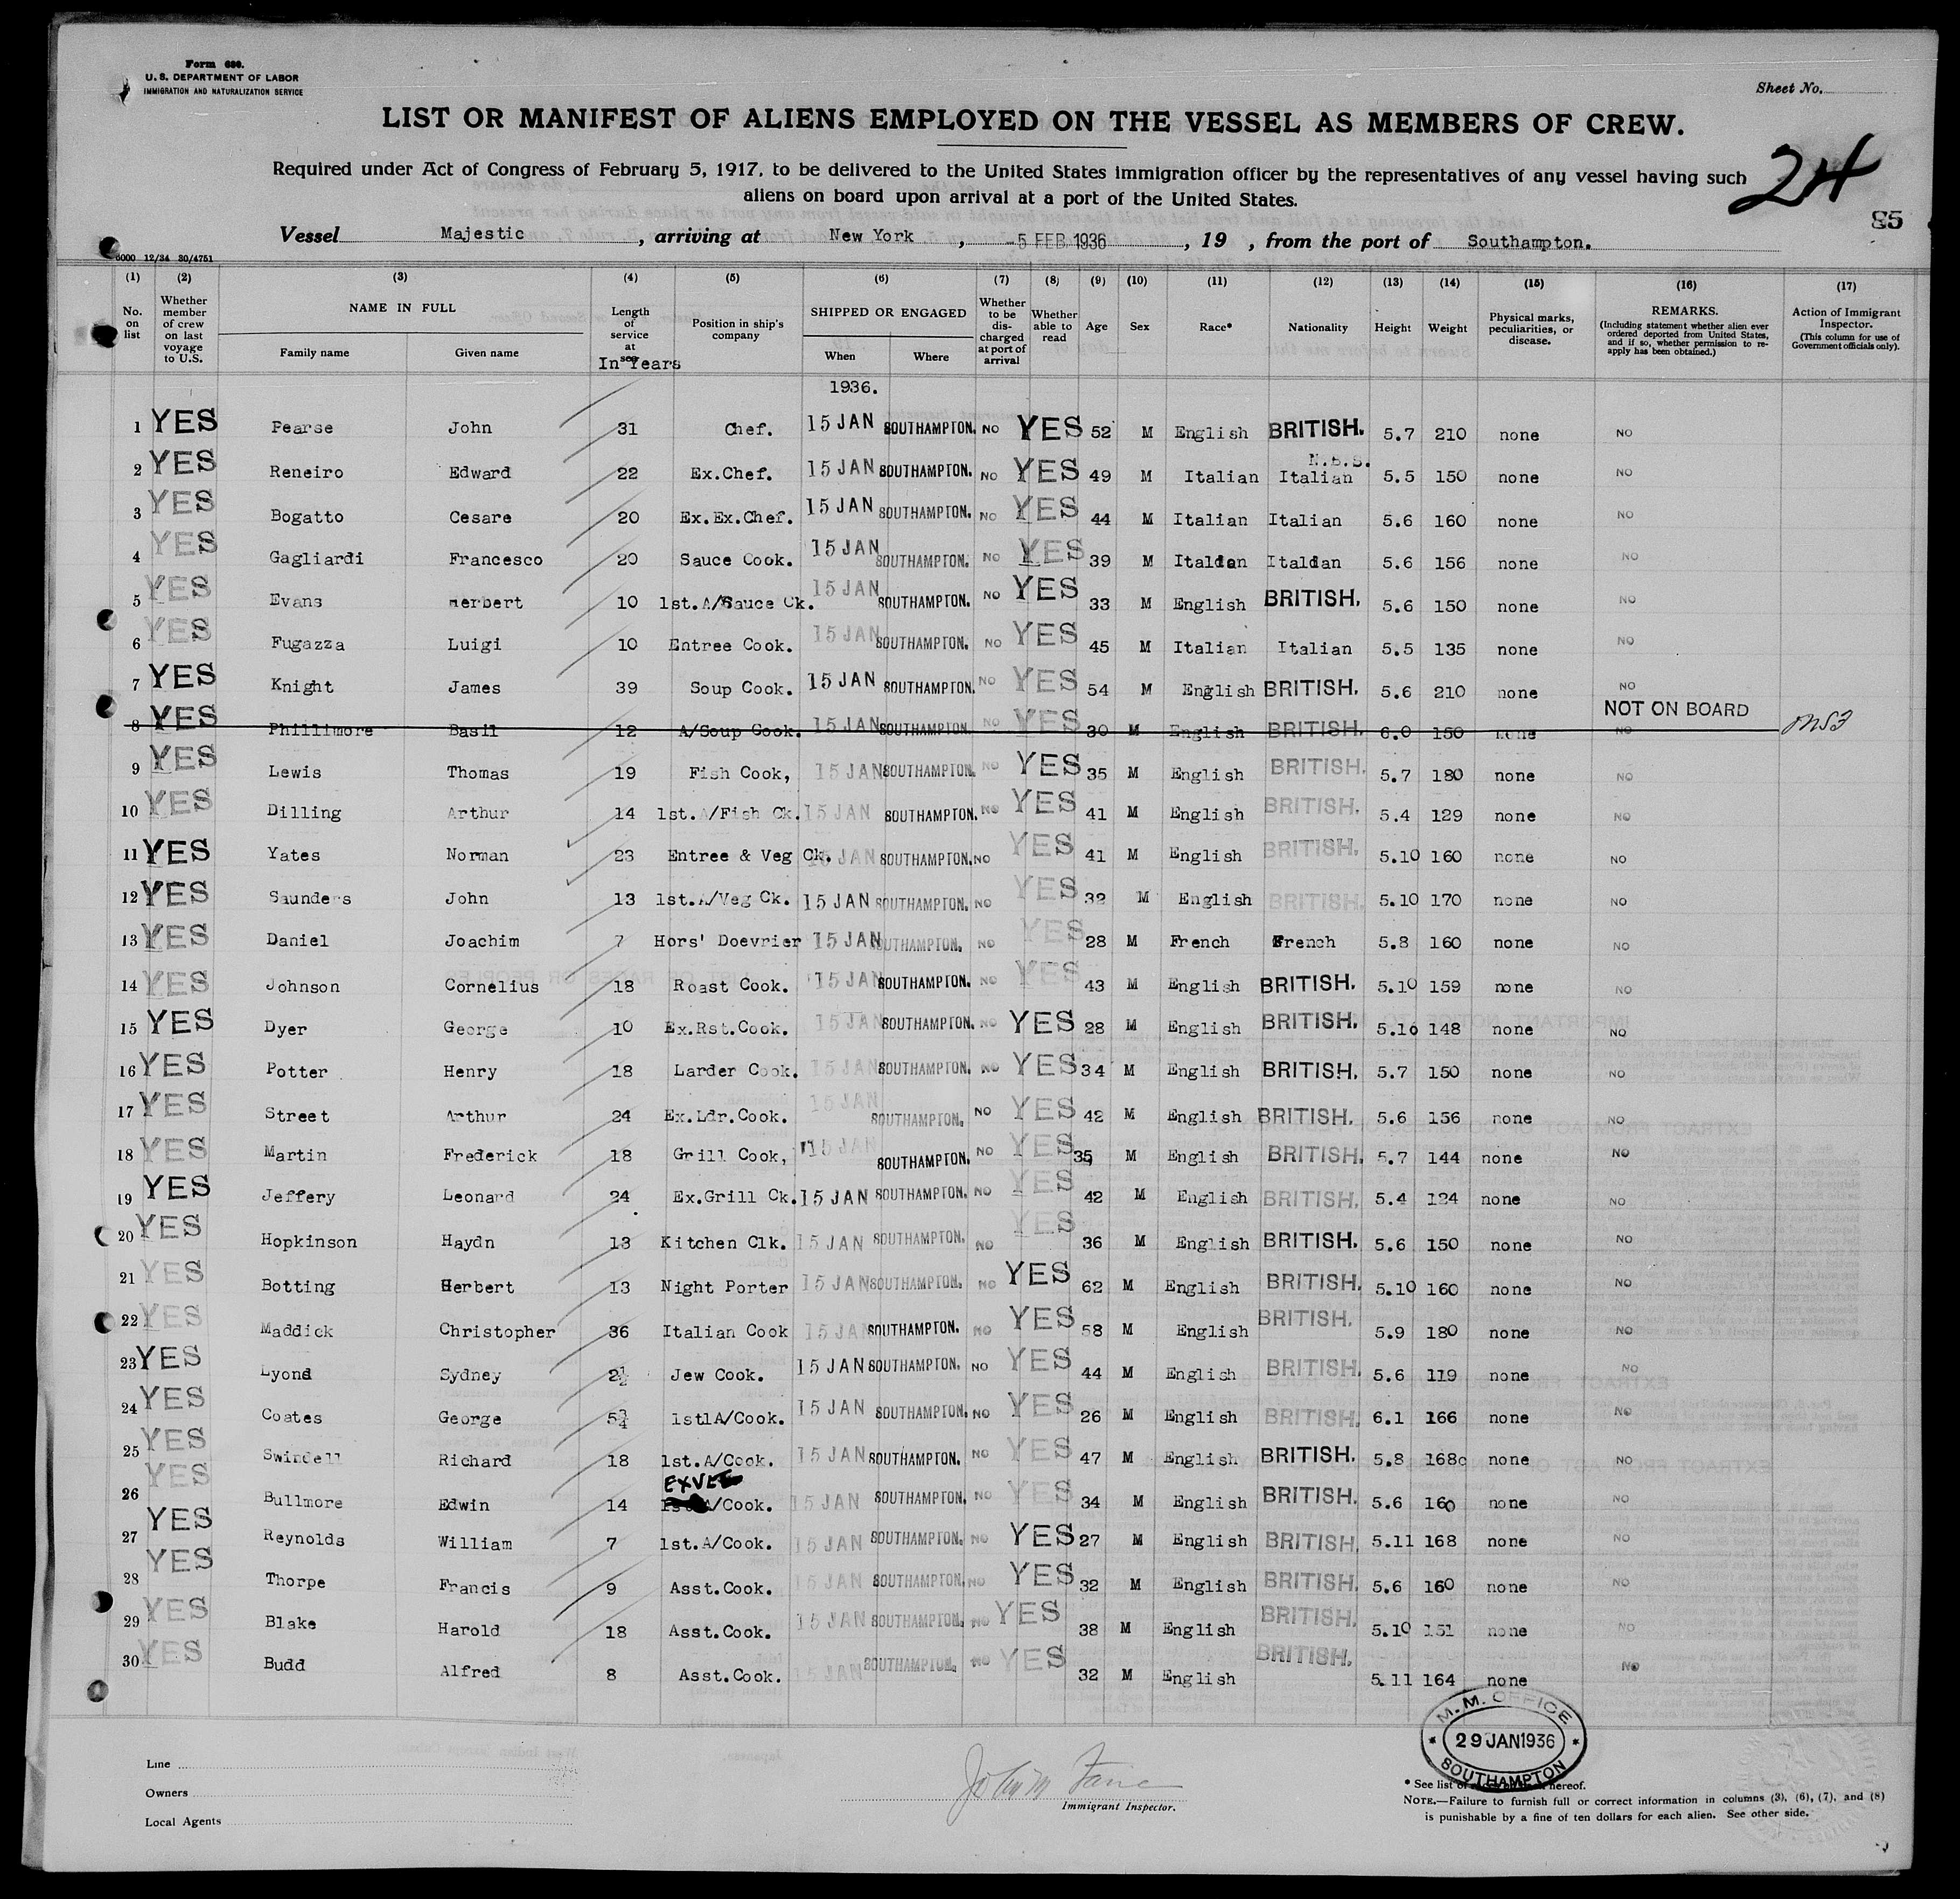 Form 686.
U. S. DEPARTMENT OF LABOR
IMMIGRATION AND NATURALIZATION SERVICE
Sheet No.
LIST OR MANIFEST OF ALIENS EMPLOYED ON THE VESSEL AS MEMBERS OF CREW.
Required under Act of Congress of February 5, 1917, to be delivered to the United States immigration officer by the representatives of any vessel having such
aliens on board upon arrival at a port of the United States.
24
85
Vessel Majestic, arriving at New York, -5 FEB 1936, 19 , from the port of Southampton.
6000 12/34 30/4751
(1) (2) (3) (4) (5) (6) (7) (8) (9) (10) (11) (12) (13) (14) (15) (16) (17)
No. on list
Whether member of crew on last voyage to U.S.
NAME IN FULL
Family name
Given name
Length of service at sea
In Years
Position in ship's company
SHIPPED OR ENGAGED
When
Where
Whether to be discharged at port of arrival
Whether able to read
Age
Sex
Race*
Nationality
Height
Weight
Physical marks, peculiarities, or disease.
REMARKS.
(Including statement whether alien ever ordered deported from United States, and if so, whether permission to reapply has been obtained.)
Action of Immigrant Inspector.
(This column for use of Government officials only).
1936.
1 YES Pearse John 31 Chef. 15 JAN SOUTHAMPTON. NO YES 52 M English BRITISH. 5.7 210 none NO
N.B.S.
2 YES Reneiro Edward 22 Ex.Chef. 15 JAN SOUTHAMPTON. NO YES 49 M Italian Italian 5.5 150 none NO
3 YES Bogatto Cesare 20 Ex.Ex.Chef. 15 JAN SOUTHAMPTON. NO YES 44 M Italian Italian 5.6 160 none NO
4 YES Gagliardi Francesco 20 Sauce Cook. 15 JAN SOUTHAMPTON. NO YES 39 M Italian Italian 5.6 156 none NO
5 YES Evans Herbert 10 1st.A/Sauce Ck. 15 JAN SOUTHAMPTON. NO YES 33 M English BRITISH. 5.6 150 none NO
6 YES Fugazza Luigi 10 Entree Cook. 15 JAN SOUTHAMPTON. NO YES 45 M Italian Italian 5.5 135 none NO
7 YES Knight James 39 Soup Cook. 15 JAN SOUTHAMPTON. NO YES 54 M English BRITISH. 5.6 210 none NO
NOT ON BOARD
8 YES Phillimore Basil 12 A/Soup Cook. 15 JAN SOUTHAMPTON. NO YES 30 M English BRITISH. 6.0 150 none NO
9 YES Lewis Thomas 19 Fish Cook, 15 JAN SOUTHAMPTON. NO YES 35 M English BRITISH. 5.7 180 none NO
10 YES Dilling Arthur 14 1st.A/Fish Ck. 15 JAN SOUTHAMPTON. NO YES 41 M English BRITISH. 5.4 129 none NO
11 YES Yates Norman 23 Entree & Veg Ck. 15 JAN SOUTHAMPTON. NO YES 41 M English BRITISH. 5.10 160 none NO
12 YES Saunders John 13 1st.A/Veg Ck. 15 JAN SOUTHAMPTON. NO YES 32 M English BRITISH. 5.10 170 none NO
13 YES Daniel Joachim 7 Hors' Doevrier 15 JAN SOUTHAMPTON. NO YES 28 M French French 5.8 160 none NO
14 YES Johnson Cornelius 18 Roast Cook. 15 JAN SOUTHAMPTON. NO YES 43 M English BRITISH. 5.10 159 none NO
15 YES Dyer George 10 Ex.Rst.Cook. 15 JAN SOUTHAMPTON. NO YES 28 M English BRITISH. 5.10 148 none NO
16 YES Potter Henry 18 Larder Cook. 15 JAN SOUTHAMPTON. NO YES 34 M English BRITISH. 5.7 150 none NO
17 YES Street Arthur 24 Ex.Ldr.Cook. 15 JAN SOUTHAMPTON. NO YES 42 M English BRITISH. 5.6 156 none NO
18 YES Martin Frederick 18 Grill Cook, 15 JAN SOUTHAMPTON. NO YES 35 M English BRITISH. 5.7 144 none NO
19 YES Jeffery Leonard 24 Ex.Grill Ck. 15 JAN SOUTHAMPTON. NO YES 42 M English BRITISH. 5.4 124 none NO
20 YES Hopkinson Haydn 13 Kitchen Clk. 15 JAN SOUTHAMPTON. NO YES 36 M English BRITISH. 5.6 150 none NO
21 YES Botting Herbert 13 Night Porter 15 JAN SOUTHAMPTON. NO YES 62 M English BRITISH. 5.10 160 none NO
22 YES Maddick Christopher 36 Italian Cook 15 JAN SOUTHAMPTON. NO YES 58 M English BRITISH. 5.9 180 none NO
23 YES Lyond Sydney 2½ Jew Cook. 15 JAN SOUTHAMPTON. NO YES 44 M English BRITISH. 5.6 119 none NO
24 YES Coates George 5¾ 1st1A/Cook. 15 JAN SOUTHAMPTON. NO YES 26 M English BRITISH. 6.1 166 none NO
25 YES Swindell Richard 18 1st.A/Cook. 15 JAN SOUTHAMPTON. NO YES 47 M English BRITISH. 5.8 168 none NO
26 YES Bullmore Edwin 14 A/Cook. 15 JAN SOUTHAMPTON. NO YES 34 M English BRITISH. 5.6 160 none NO
27 YES Reynolds William 7 1st.A/Cook. 15 JAN SOUTHAMPTON. NO YES 27 M English BRITISH. 5.11 168 none NO
28 YES Thorpe Francis 9 Asst.Cook. 15 JAN SOUTHAMPTON. NO YES 32 M English BRITISH. 5.6 160 none NO
29 YES Blake Harold 18 Asst.Cook. 15 JAN SOUTHAMPTON. NO YES 38 M English BRITISH. 5.10 151 none NO
30 YES Budd Alfred 8 Asst.Cook. 15 JAN SOUTHAMPTON. NO YES 32 M English BRITISH. 5.11 164 none NO
M. M. OFFICE
29 JAN 1936
SOUTHAMPTON
Line
Owners
Local Agents
Immigrant Inspector.
* See list of hereof.
NOTE.—Failure to furnish full or correct information in columns (3), (6), (7), and (8)
is punishable by a fine of ten dollars for each alien. See other side.